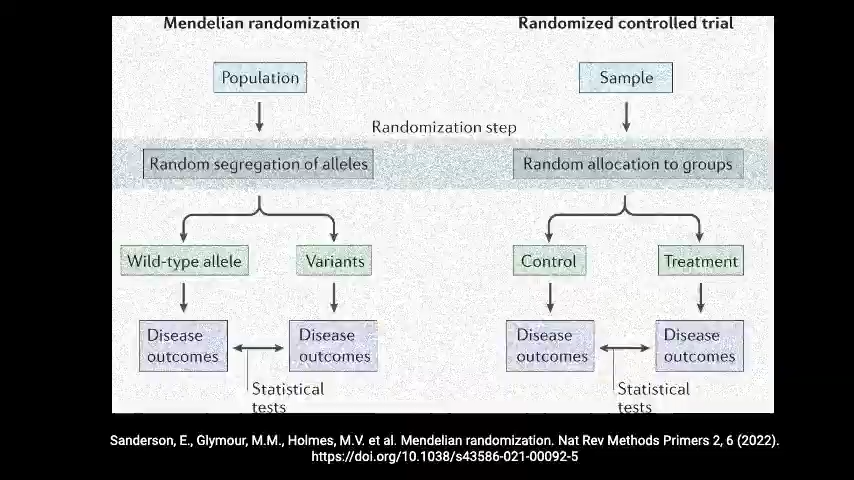 Mendelian randomization
Randomized controlled trial
Population
Sample
Randomization step
Random segregation of alleles
Random allocation to groups
Wild-type allele
Variants
Control
Treatment
Disease
outcomes
Disease
outcomes
Disease
outcomes
Disease
outcomes
Statistical
tests
Statistical
tests
Sanderson, E., Glymour, M.M., Holmes, M.V. et al. Mendelian randomization. Nat Rev Methods Primers 2, 6 (2022).
https://doi.org/10.1038/s43586-021-00092-5